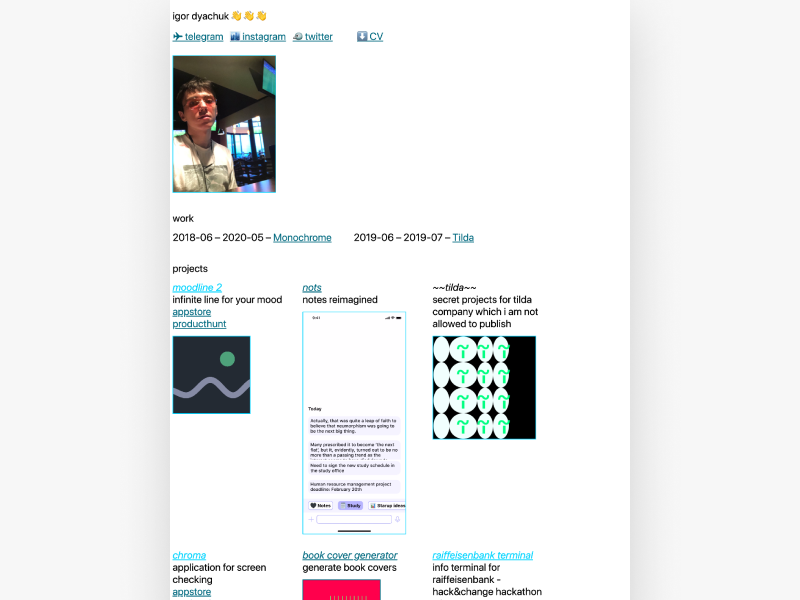 igor dyachuk 👋👋👋
✈ telegram 🏙 instagram 🐚 twitter ⬇️ CV
work
2018-06 – 2020-05 – Monochrome 2019-06 – 2019-07 – Tilda
projects
moodline 2
infinite line for your mood
appstore
producthunt
nots
notes reimagined
9:41
Today
Actually, that was quite a leap of faith to
believe that neumorphism was going to
be the next big thing.
Many prescribed it to become 'the next
flat', but it, evidently, turned out to be no
more than a passing trend as the
Need to sign the new study schedule in
the study office
Human resource management project
deadline: February 20th
🖤 Notes Study Starup ideas
~~tilda~~
secret projects for tilda
company which i am not
allowed to publish
chroma
application for screen
checking
appstore
book cover generator
generate book covers
raiffeisenbank terminal
info terminal for
raiffeisenbank -
hack&change hackathon